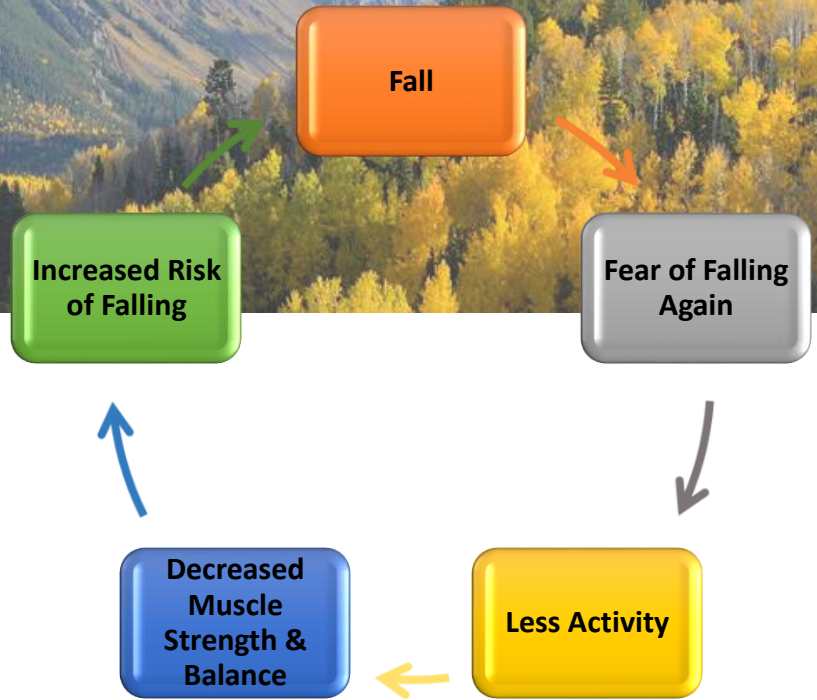 Fall
Fear of Falling
Again
Less Activity
Decreased
Muscle
Strength &
Balance
Increased Risk
of Falling